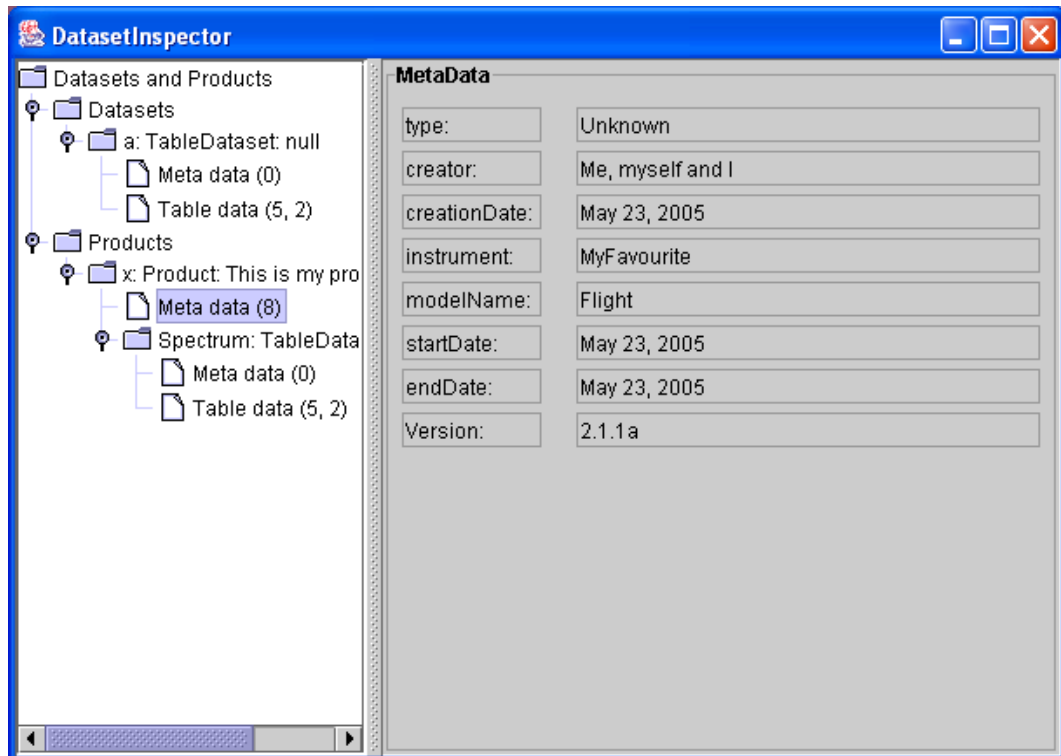 DatasetInspector
Datasets and Products
Datasets
a: TableDataset: null
Meta data (0)
Table data (5, 2)
Products
x: Product: This is my pro
Meta data (8)
Spectrum: TableData
Meta data (0)
Table data (5, 2)
MetaData
type: Unknown
creator: Me, myself and I
creationDate: May 23, 2005
instrument: MyFavourite
modelName: Flight
startDate: May 23, 2005
endDate: May 23, 2005
Version: 2.1.1a